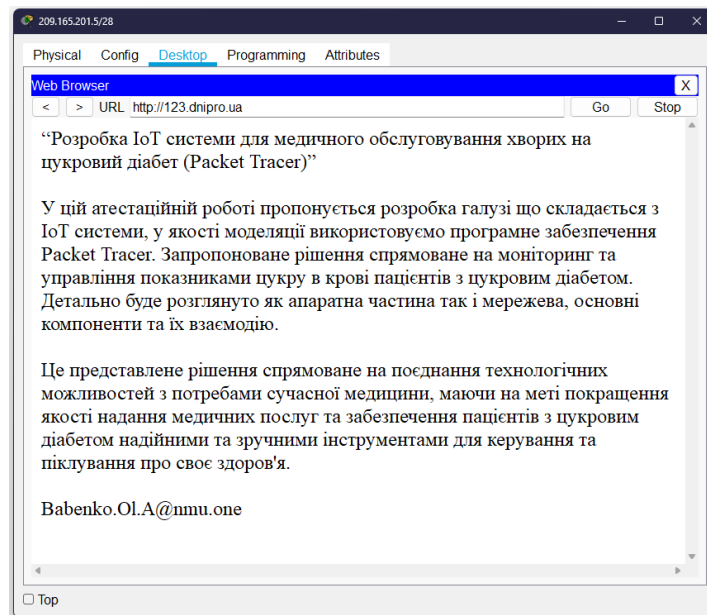 209.165.201.5/28
Physical Config Desktop Programming Attributes
Web Browser X
< > URL http://123.dnipro.ua Go Stop
“Розробка IoT системи для медичного обслуговування хворих на
цукровий діабет (Packet Tracer)”
У цій атестаційній роботі пропонується розробка галузі що складається з
IoT системи, у якості моделяції використовуємо програмне забезпечення
Packet Tracer. Запропоноване рішення спрямоване на моніторинг та
управління показниками цукру в крові пацієнтів з цукровим діабетом.
Детально буде розглянуто як апаратна частина так і мережева, основні
компоненти та їх взаємодію.
Це представлене рішення спрямоване на поєднання технологічних
можливостей з потребами сучасної медицини, маючи на меті покращення
якості надання медичних послуг та забезпечення пацієнтів з цукровим
діабетом надійними та зручними інструментами для керування та
піклування про своє здоров'я.
Babenko.Ol.A@nmu.one
Top